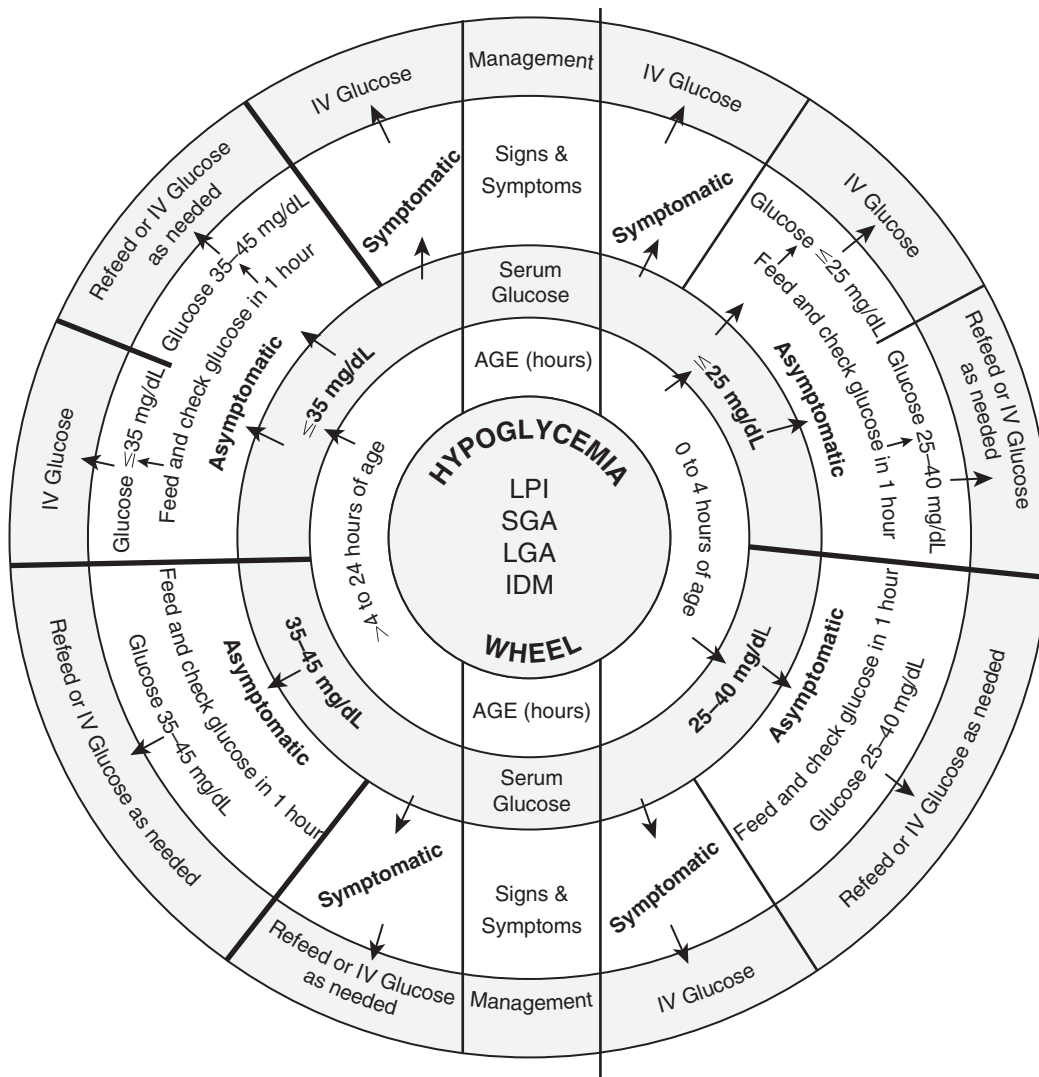 Management
Signs &
Symptoms
Serum
Glucose
AGE (hours)
HYPOGLYCEMIA
LPI
SGA
LGA
IDM
WHEEL
AGE (hours)
Serum
Glucose
Signs &
Symptoms
Management
0 to 4 hours of age
≤25 mg/dL
Symptomatic
IV Glucose
Asymptomatic
Feed and check glucose in 1 hour
Glucose ≤25 mg/dL
IV Glucose
Glucose 25–40 mg/dL
Refeed or IV Glucose
as needed
25–40 mg/dL
Asymptomatic
Feed and check glucose in 1 hour
Glucose 25–40 mg/dL
Refeed or IV Glucose as needed
Symptomatic
IV Glucose
>4 to 24 hours of age
35–45 mg/dL
Symptomatic
Refeed or IV Glucose
as needed
Asymptomatic
Feed and check glucose in 1 hour
Glucose 35–45 mg/dL
Refeed or IV Glucose as needed
≤35 mg/dL
Asymptomatic
Feed and check glucose in 1 hour
Glucose ≤35 mg/dL
IV Glucose
Glucose 35–45 mg/dL
Refeed or IV Glucose
as needed
Symptomatic
IV Glucose